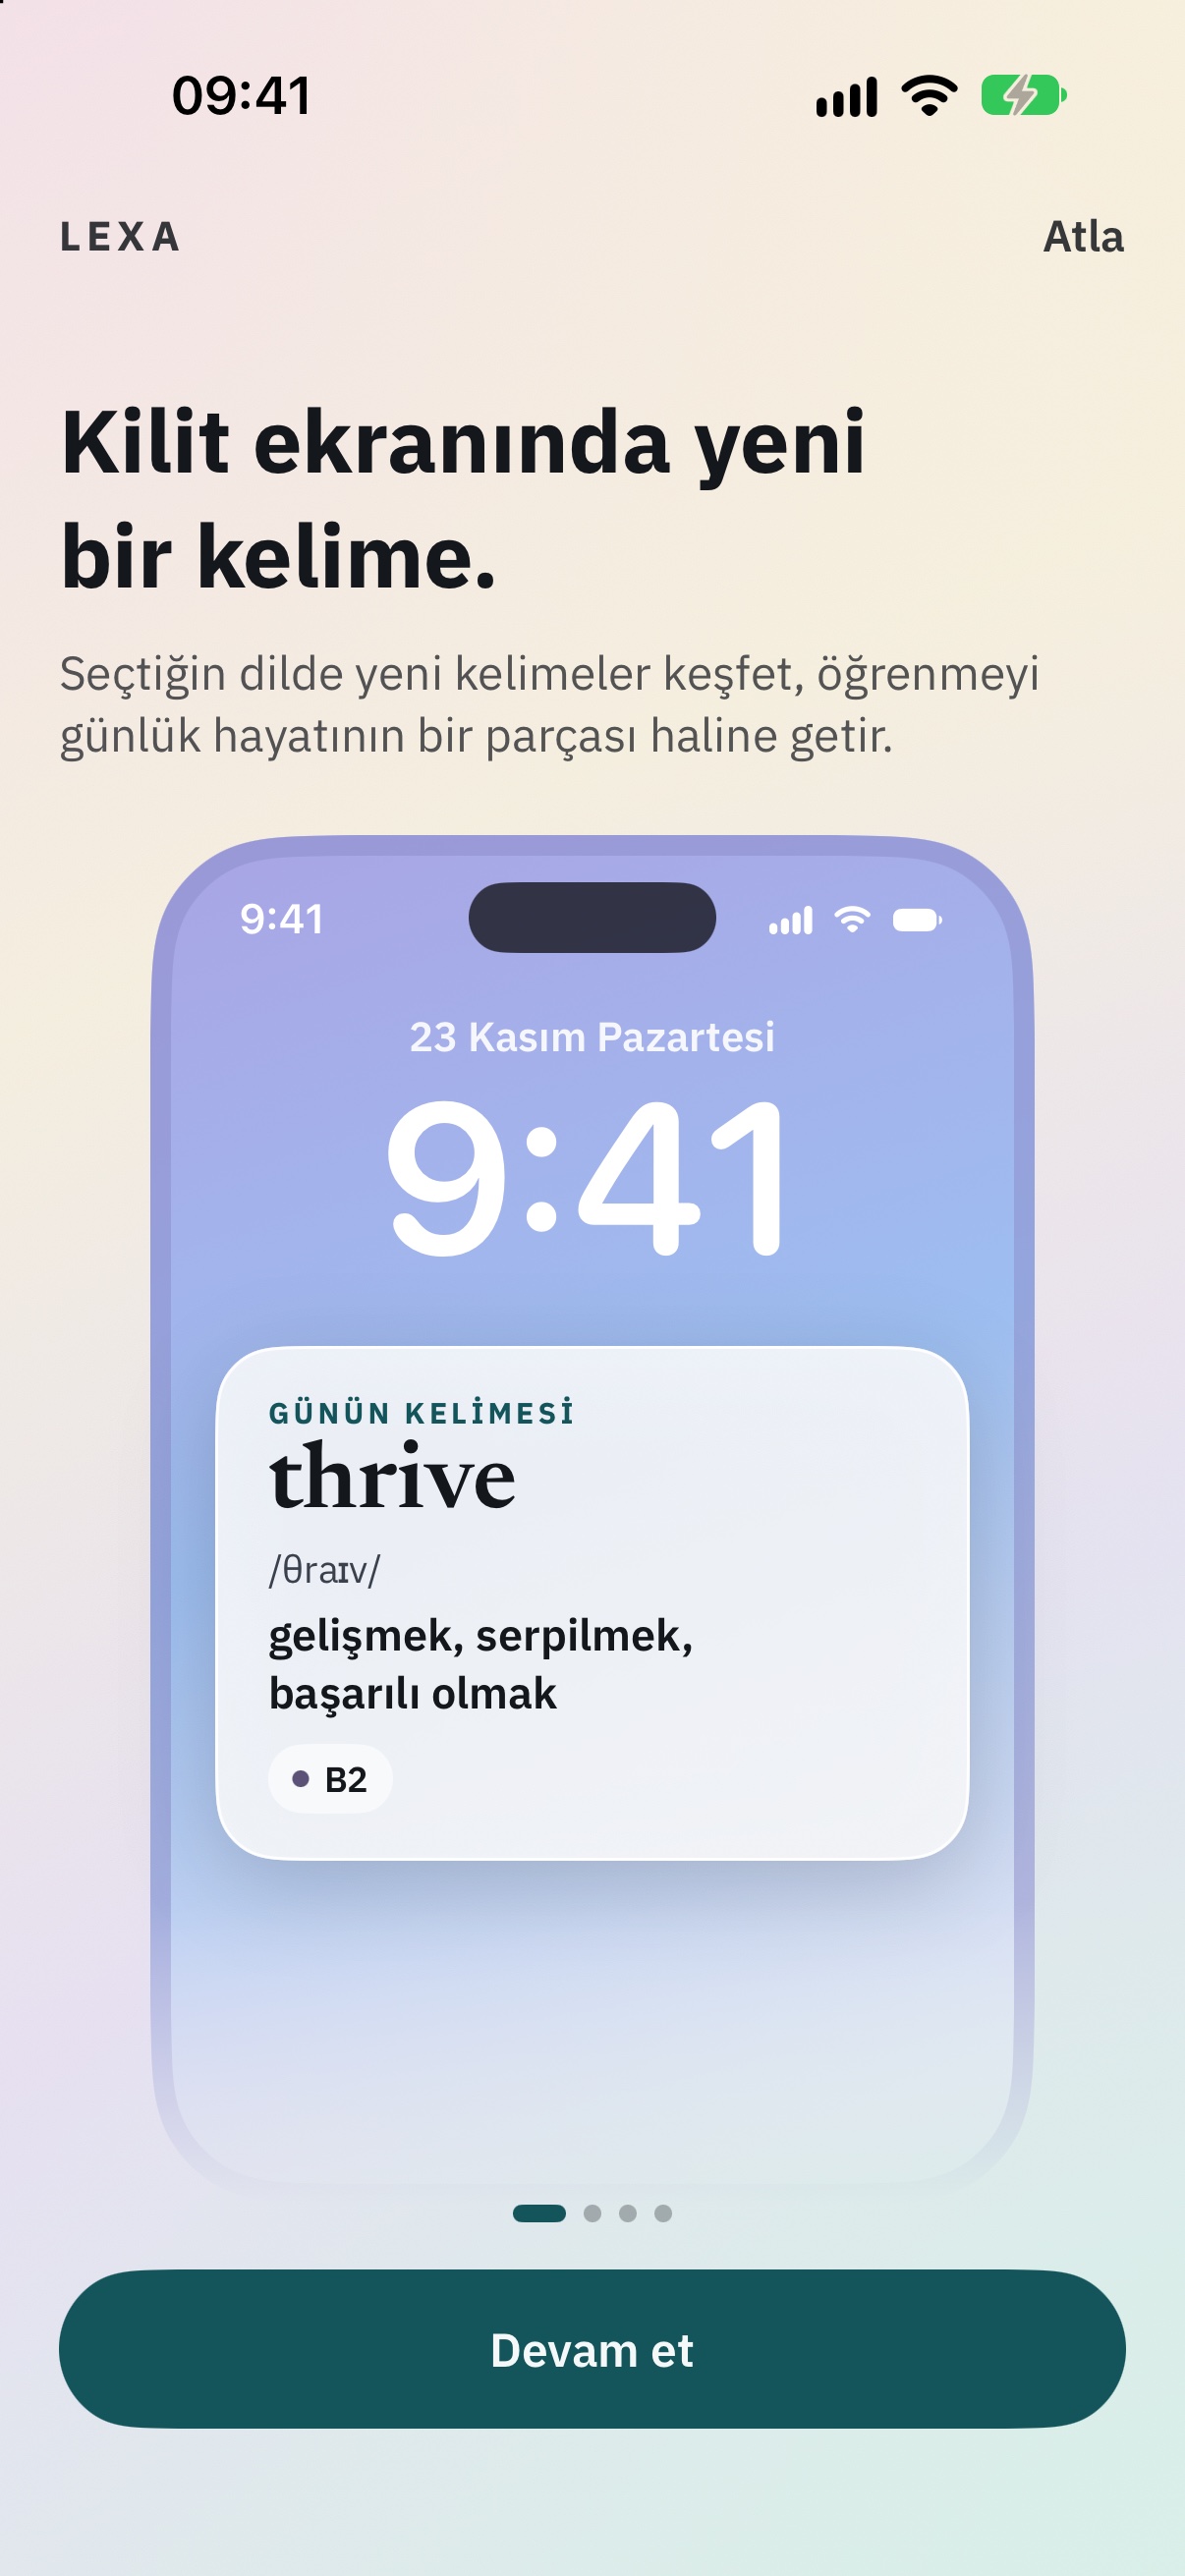 09:41
LEXA
Atla
Kilit ekranında yeni
bir kelime.
Seçtiğin dilde yeni kelimeler keşfet, öğrenmeyi
günlük hayatının bir parçası haline getir.
9:41
23 Kasım Pazartesi
9:41
GÜNÜN KELİMESİ
thrive
/θraɪv/
gelişmek, serpilmek,
başarılı olmak
B2
Devam et